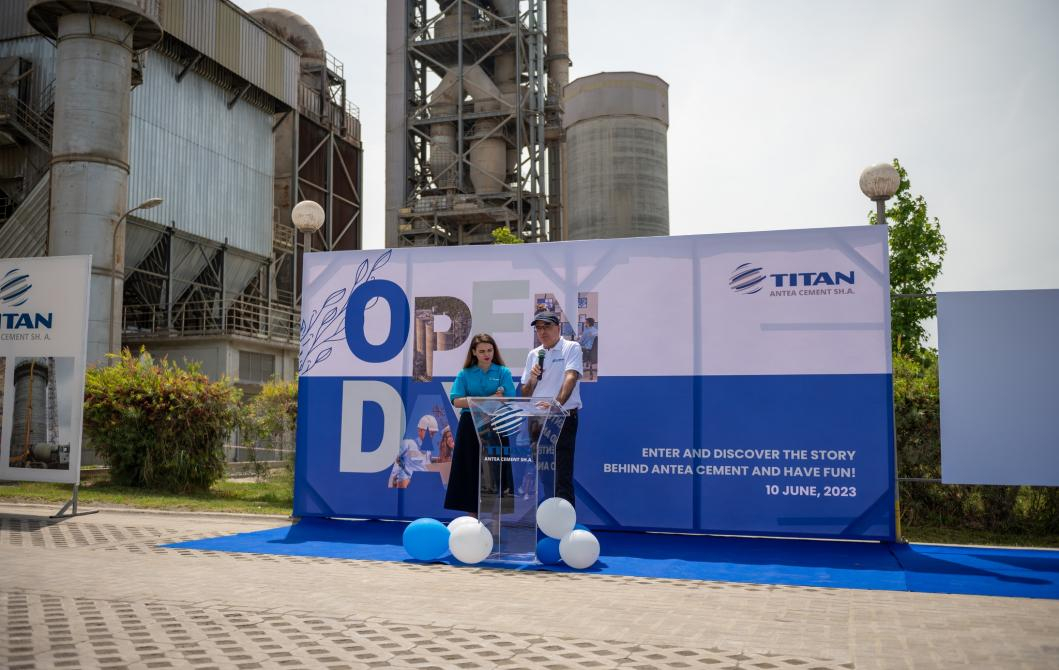 TITAN
CEMENT SH. A.
OPEN
DAY
TITAN
ANTEA CEMENT SH.A.
ANTEA CEMENT SH.A.
ENTER AND DISCOVER THE STORY
BEHIND ANTEA CEMENT AND HAVE FUN!
10 JUNE, 2023